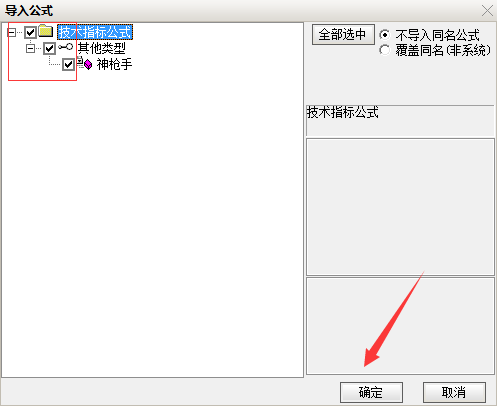 导入公式
技术指标公式
其他类型
神枪手
全部选中
不导入同名公式
覆盖同名(非系统)
技术指标公式
确定
取消